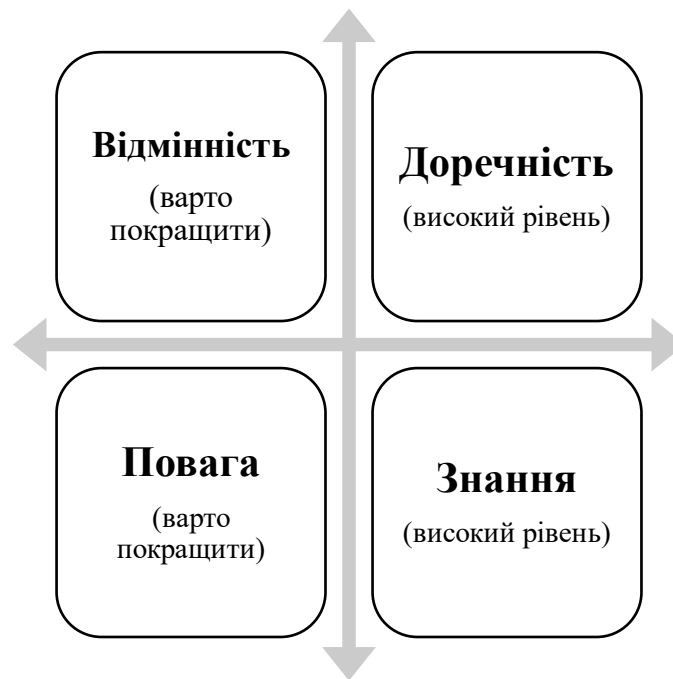 Відмінність
(варто
покращити)
Доречність
(високий рівень)
Повага
(варто
покращити)
Знання
(високий рівень)